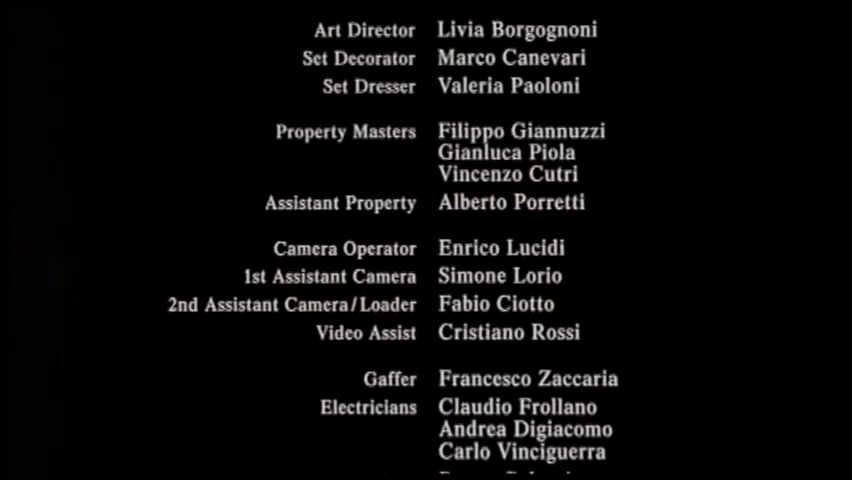 Art Director Livia Borgognoni
Set Decorator Marco Canevari
Set Dresser Valeria Paoloni
Property Masters Filippo Giannuzzi
Gianluca Piola
Vincenzo Cutri
Assistant Property Alberto Porretti
Camera Operator Enrico Lucidi
1st Assistant Camera Simone Lorio
2nd Assistant Camera/Loader Fabio Ciotto
Video Assist Cristiano Rossi
Gaffer Francesco Zaccaria
Electricians Claudio Frollano
Andrea Digiacomo
Carlo Vinciguerra